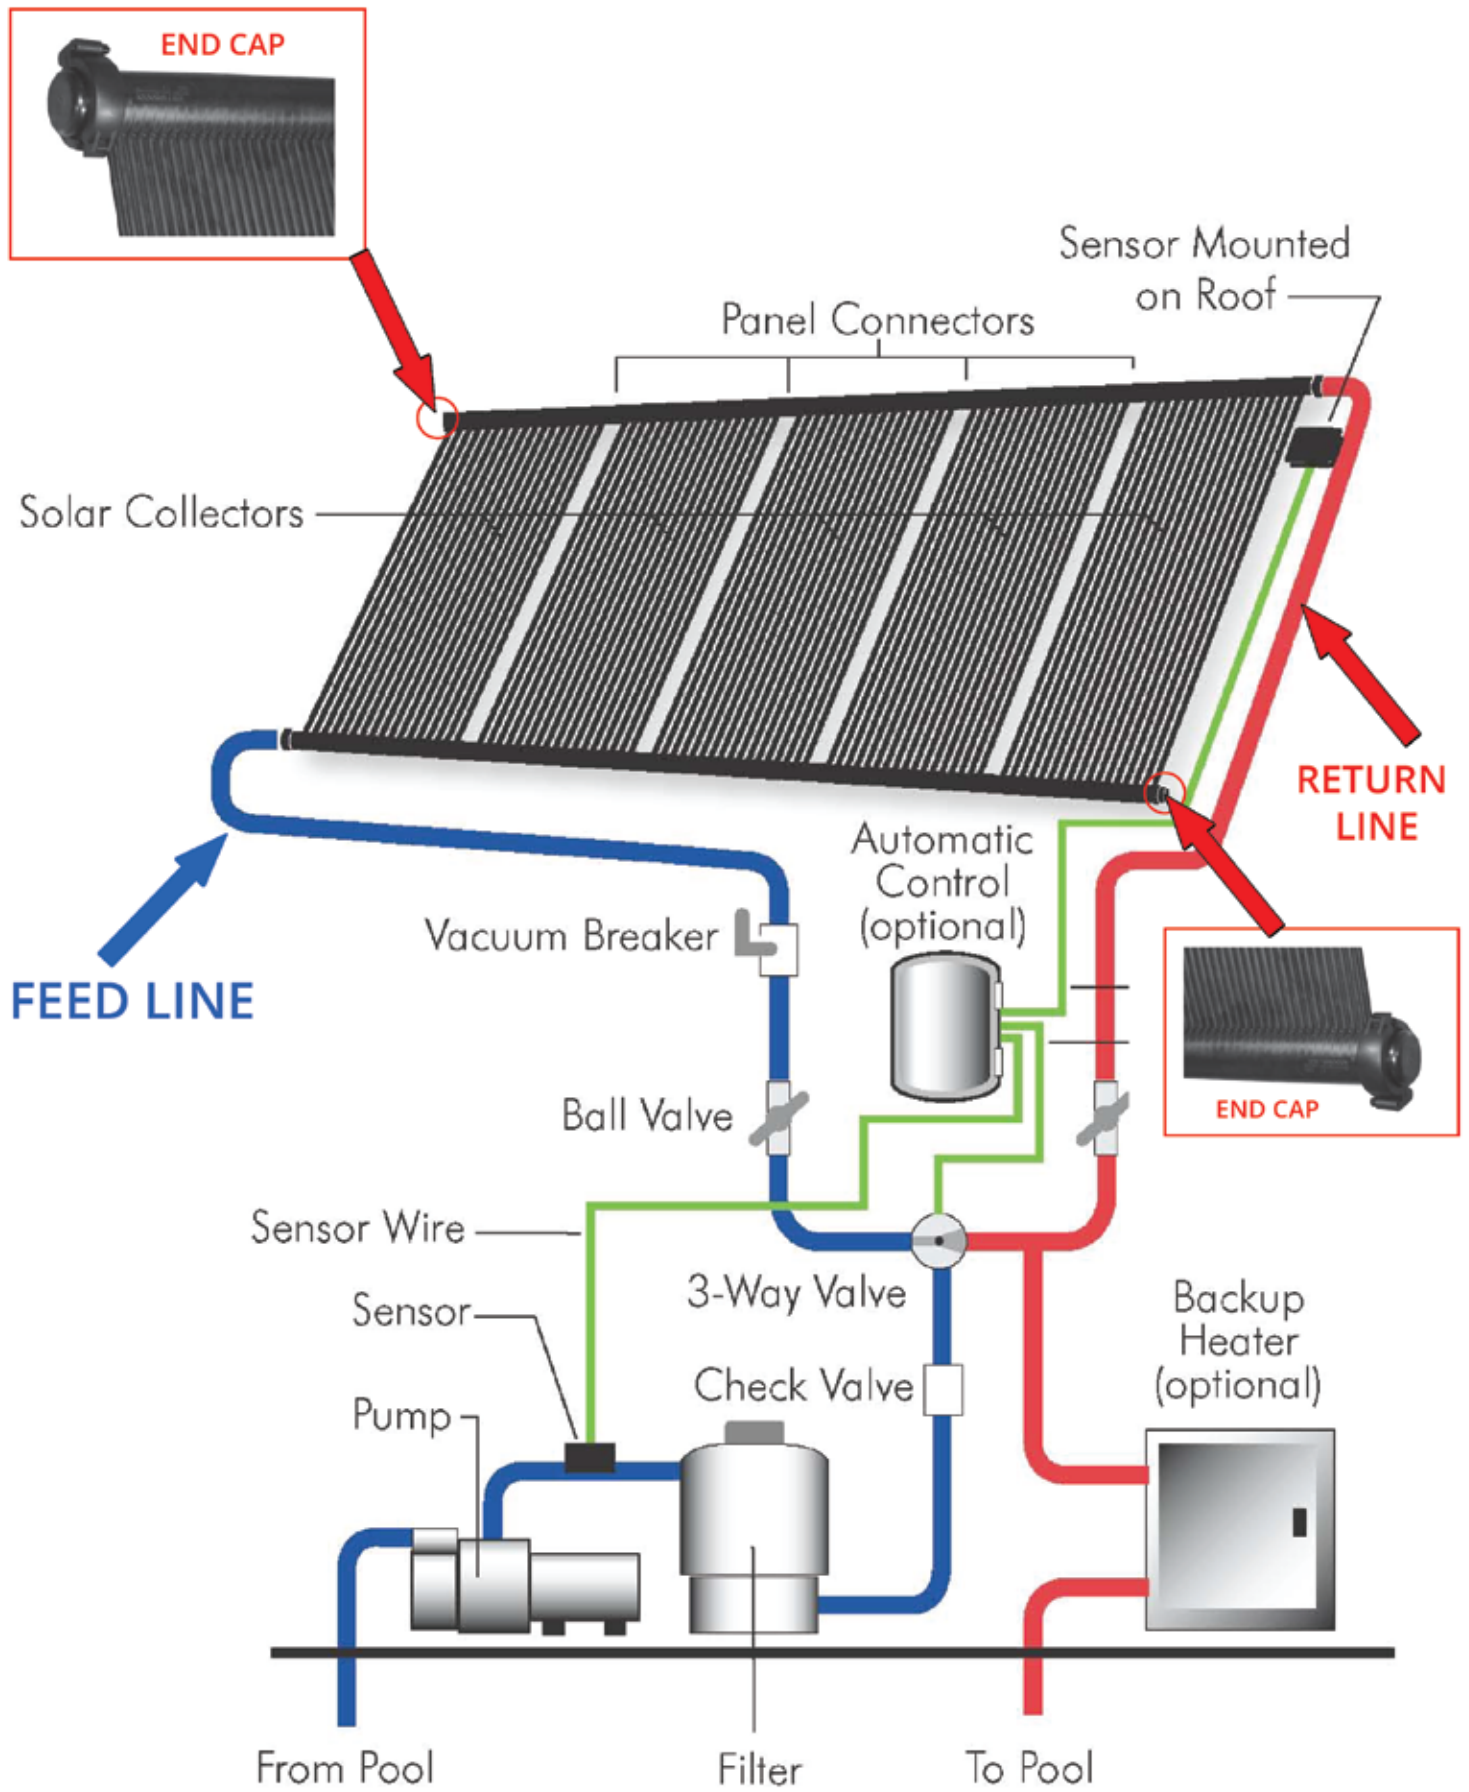 END CAP
Sensor Mounted
on Roof
Panel Connectors
Solar Collectors
RETURN
LINE
Automatic
Control
(optional)
Vacuum Breaker
FEED LINE
Ball Valve
END CAP
Sensor Wire
3-Way Valve
Sensor
Backup
Heater
(optional)
Check Valve
Pump
From Pool
Filter
To Pool